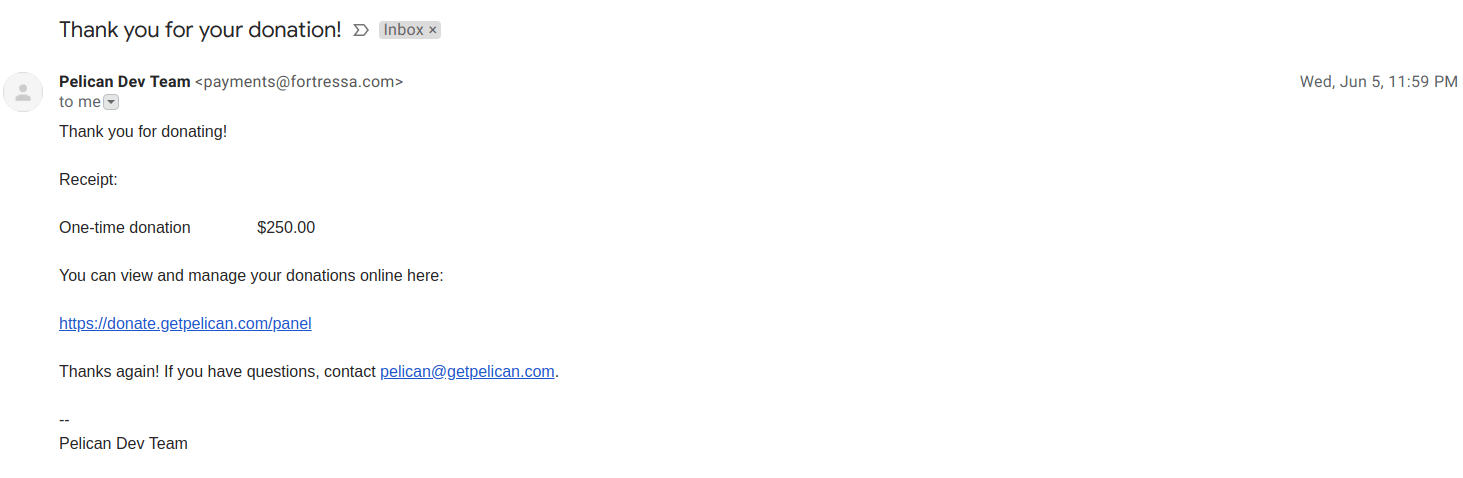 Thank you for your donation! Inbox ×
Pelican Dev Team <payments@fortressa.com> Wed, Jun 5, 11:59 PM
to me
Thank you for donating!
Receipt:
One-time donation $250.00
You can view and manage your donations online here:
https://donate.getpelican.com/panel
Thanks again! If you have questions, contact pelican@getpelican.com.
--
Pelican Dev Team